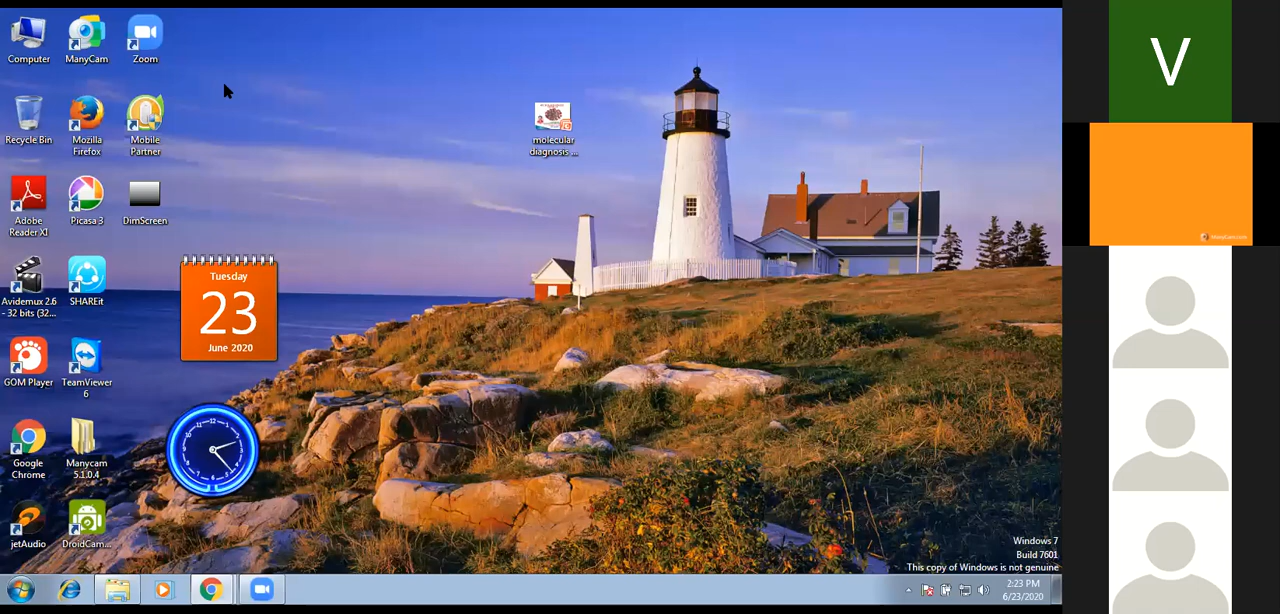 Computer
ManyCam
Zoom
Recycle Bin
Mozilla
Firefox
Mobile
Partner
Adobe
Reader XI
Picasa 3
DimScreen
Avidemux 2.6
- 32 bits (32...
SHAREit
GOM Player
TeamViewer
6
Google
Chrome
Manycam
5.1.0.4
jetAudio
DroidCam...
molecular
diagnosis ...
Tuesday
23
June 2020
V
ManyCam.com
Windows 7
Build 7601
This copy of Windows is not genuine
2:23 PM
6/23/2020